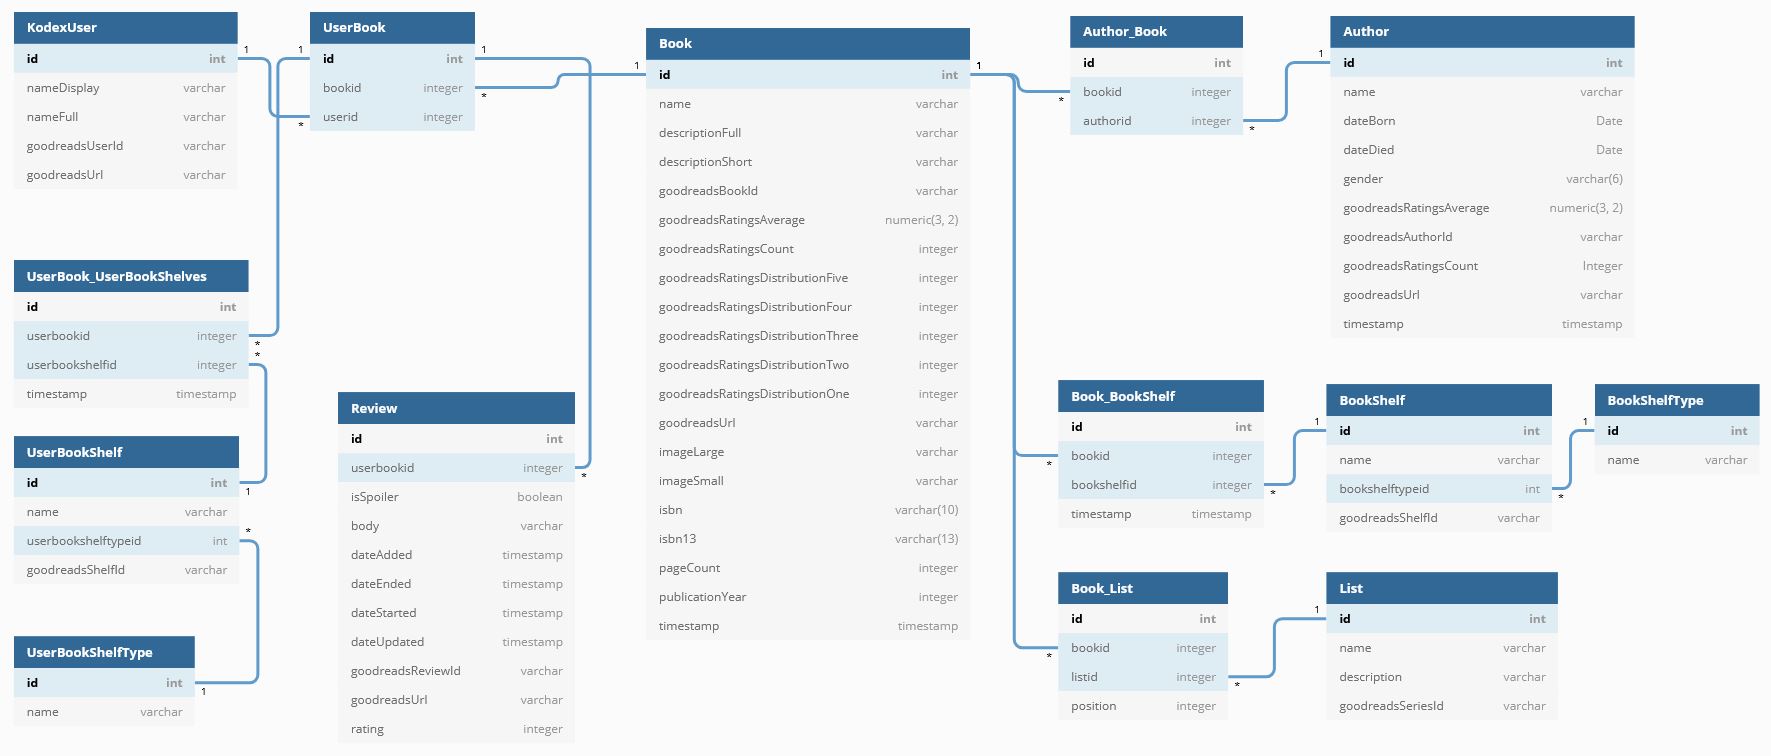 KodexUser
1
id int
nameDisplay varchar
nameFull varchar
goodreadsUserId varchar
goodreadsUrl varchar
UserBook
1 1
id int
bookid integer
*
userid integer
*
UserBook_UserBookShelves
id int
userbookid integer
*
*
userbookshelfid integer
timestamp timestamp
UserBookShelf
id int
1
name varchar
*
userbookshelftypeid int
goodreadsShelfId varchar
UserBookShelfType
id int
1
name varchar
Review
id int
userbookid integer
*
isSpoiler boolean
body varchar
dateAdded timestamp
dateEnded timestamp
dateStarted timestamp
dateUpdated timestamp
goodreadsReviewId varchar
goodreadsUrl varchar
rating integer
Book
1 1
id int
name varchar
descriptionFull varchar
descriptionShort varchar
goodreadsBookId varchar
goodreadsRatingsAverage numeric(3, 2)
goodreadsRatingsCount integer
goodreadsRatingsDistributionFive integer
goodreadsRatingsDistributionFour integer
goodreadsRatingsDistributionThree integer
goodreadsRatingsDistributionTwo integer
goodreadsRatingsDistributionOne integer
goodreadsUrl varchar
imageLarge varchar
imageSmall varchar
isbn varchar(10)
isbn13 varchar(13)
pageCount integer
publicationYear integer
timestamp timestamp
Author_Book
id int
bookid integer
*
authorid integer
*
Author
1
id int
name varchar
dateBorn Date
dateDied Date
gender varchar(6)
goodreadsRatingsAverage numeric(3, 2)
goodreadsAuthorId varchar
goodreadsRatingsCount Integer
goodreadsUrl varchar
timestamp timestamp
Book_BookShelf
id int
bookid integer
*
bookshelfid integer
*
timestamp timestamp
BookShelf
1
id int
name varchar
bookshelftypeid int
*
goodreadsShelfId varchar
BookShelfType
1
id int
name varchar
Book_List
id int
bookid integer
*
listid integer
*
position integer
List
1
id int
name varchar
description varchar
goodreadsSeriesId varchar